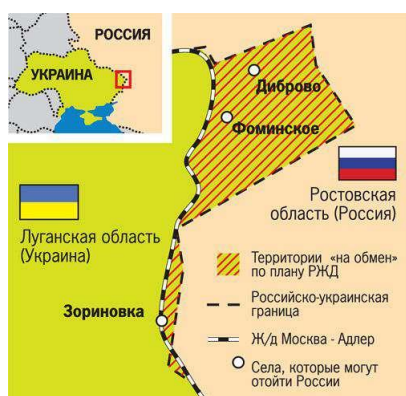 РОССИЯ
УКРАИНА
Диброво
Фоминское
Ростовская
область (Россия)
Луганская область
(Украина)
Зориновка
Территории «на обмен»
по плану РЖД
Российско-украинская
граница
Ж/д Москва - Адлер
Села, которые могут
отойти России